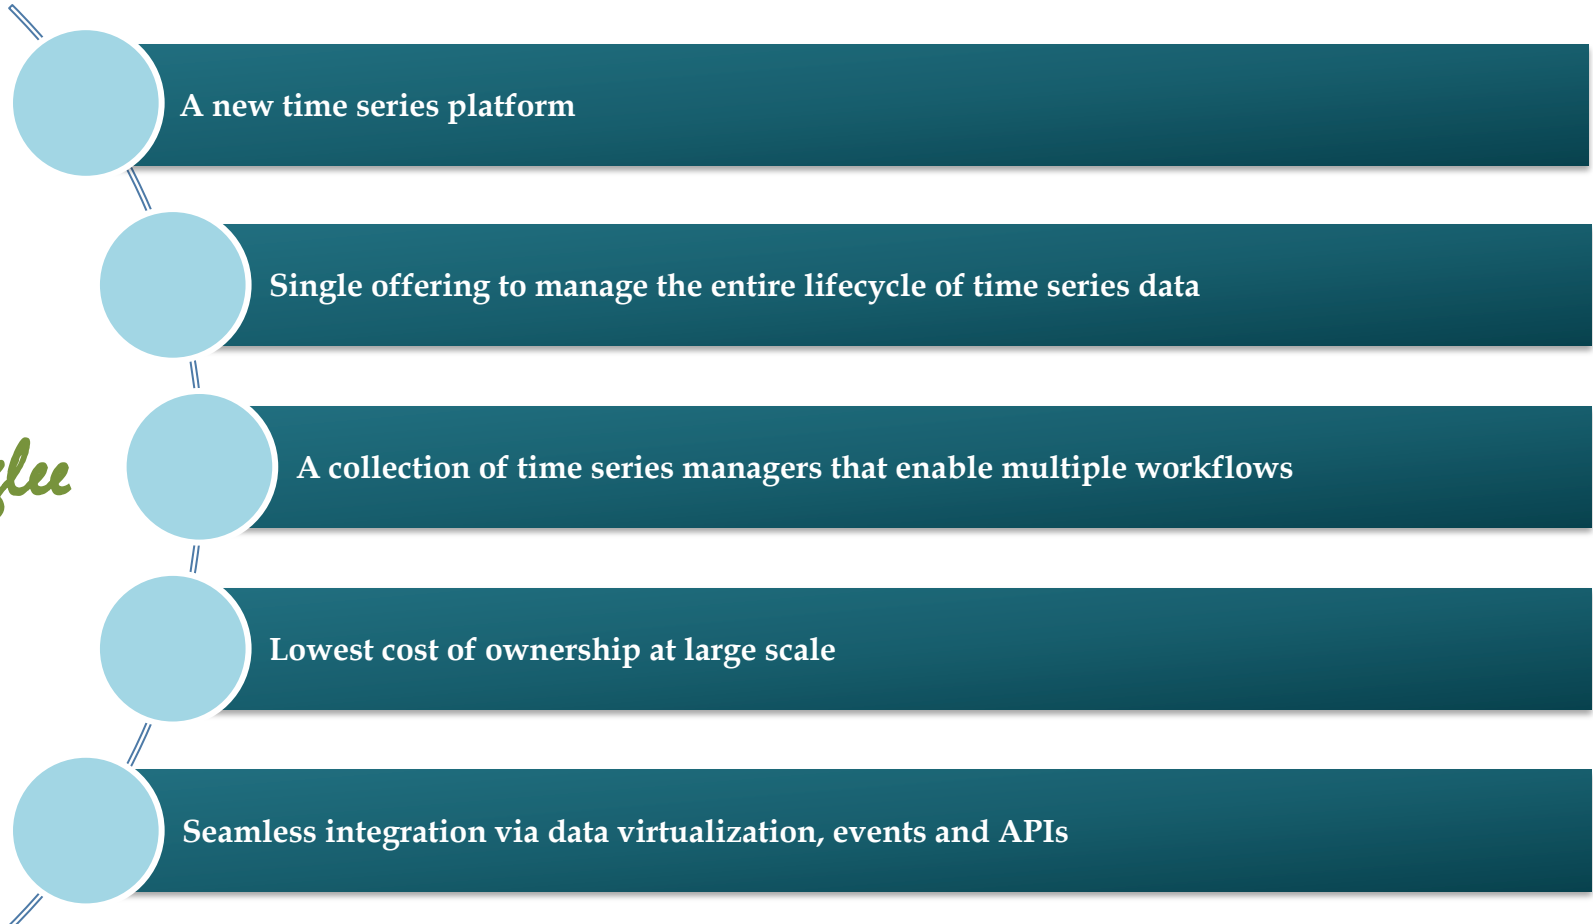 A new time series platform
Single offering to manage the entire lifecycle of time series data
A collection of time series managers that enable multiple workflows
Lowest cost of ownership at large scale
Seamless integration via data virtualization, events and APIs